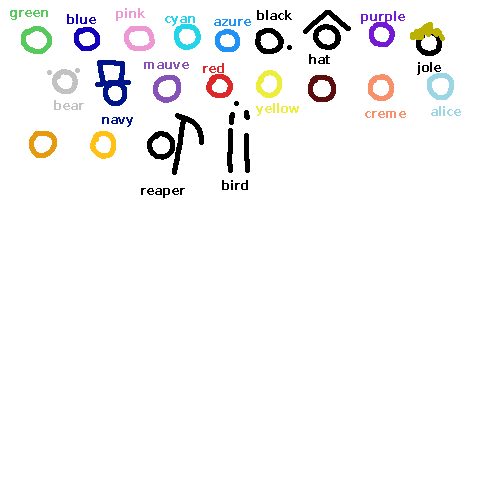 green
blue
pink
cyan
azure
black
hat
purple
jole
bear
navy
mauve
red
yellow
creme
alice
reaper
bird